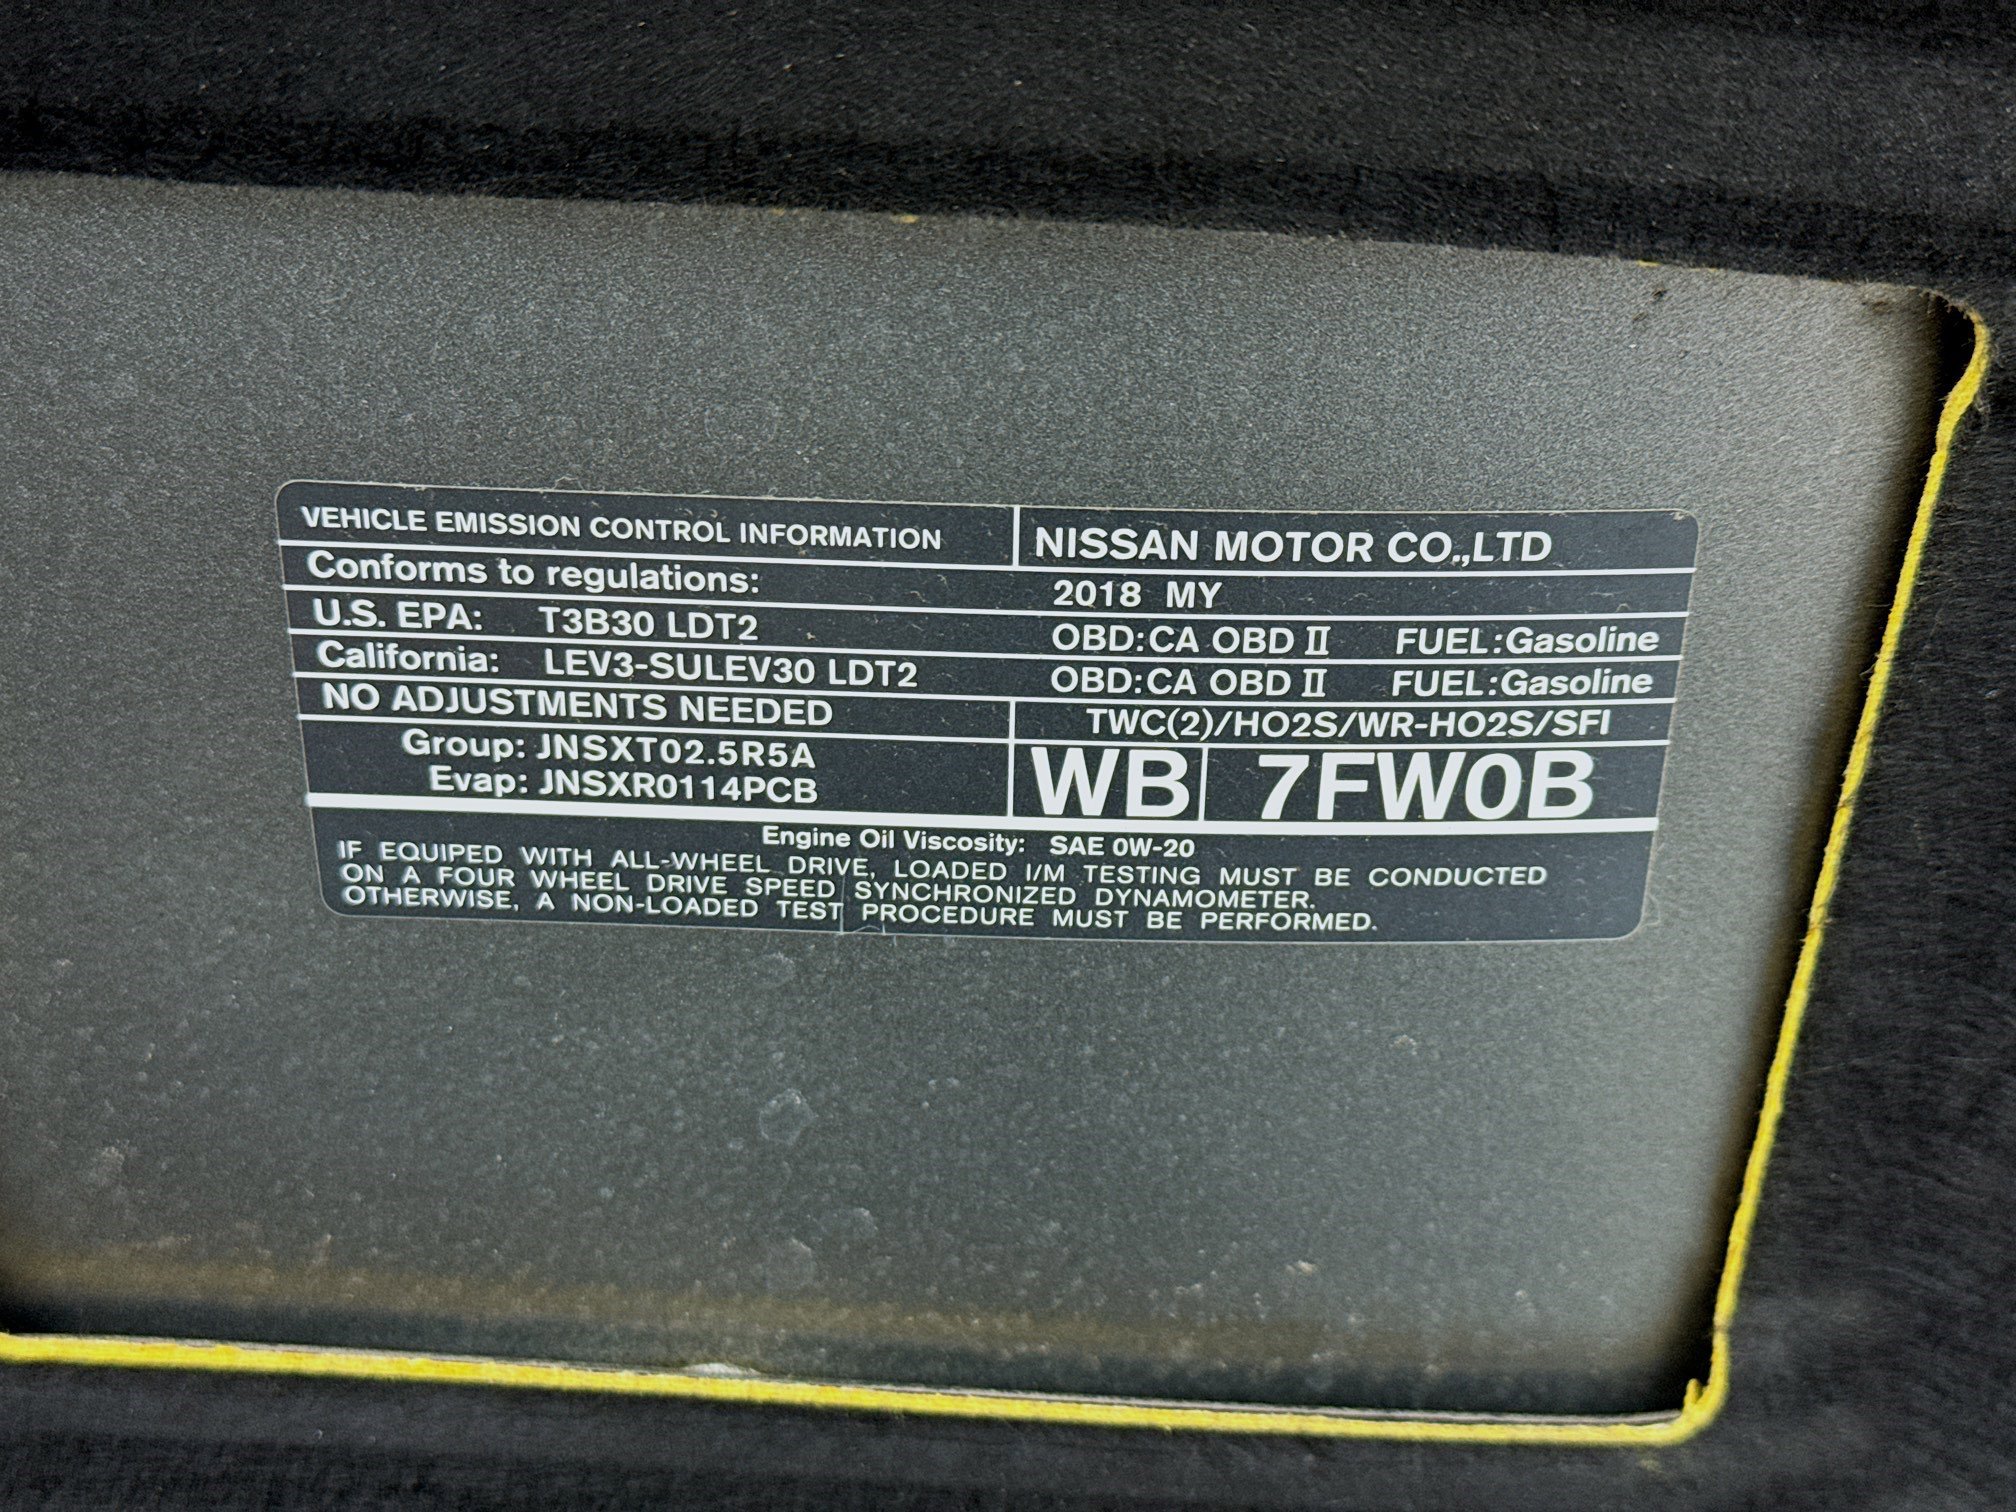 VEHICLE EMISSION CONTROL INFORMATION
NISSAN MOTOR CO.,LTD
Conforms to regulations:
2018 MY
U.S. EPA: T3B30 LDT2 OBD:CA OBD II FUEL:Gasoline
California: LEV3-SULEV30 LDT2 OBD:CA OBD II FUEL:Gasoline
NO ADJUSTMENTS NEEDED
TWC(2)/HO2S/WR-HO2S/SFI
Group: JNSXT02.5R5A
Evap: JNSXR0114PCB
WB 7FW0B
Engine Oil Viscosity: SAE 0W-20
IF EQUIPED WITH ALL-WHEEL DRIVE, LOADED I/M TESTING MUST BE CONDUCTED
ON A FOUR WHEEL DRIVE SPEED SYNCHRONIZED DYNAMOMETER.
OTHERWISE, A NON-LOADED TEST PROCEDURE MUST BE PERFORMED.